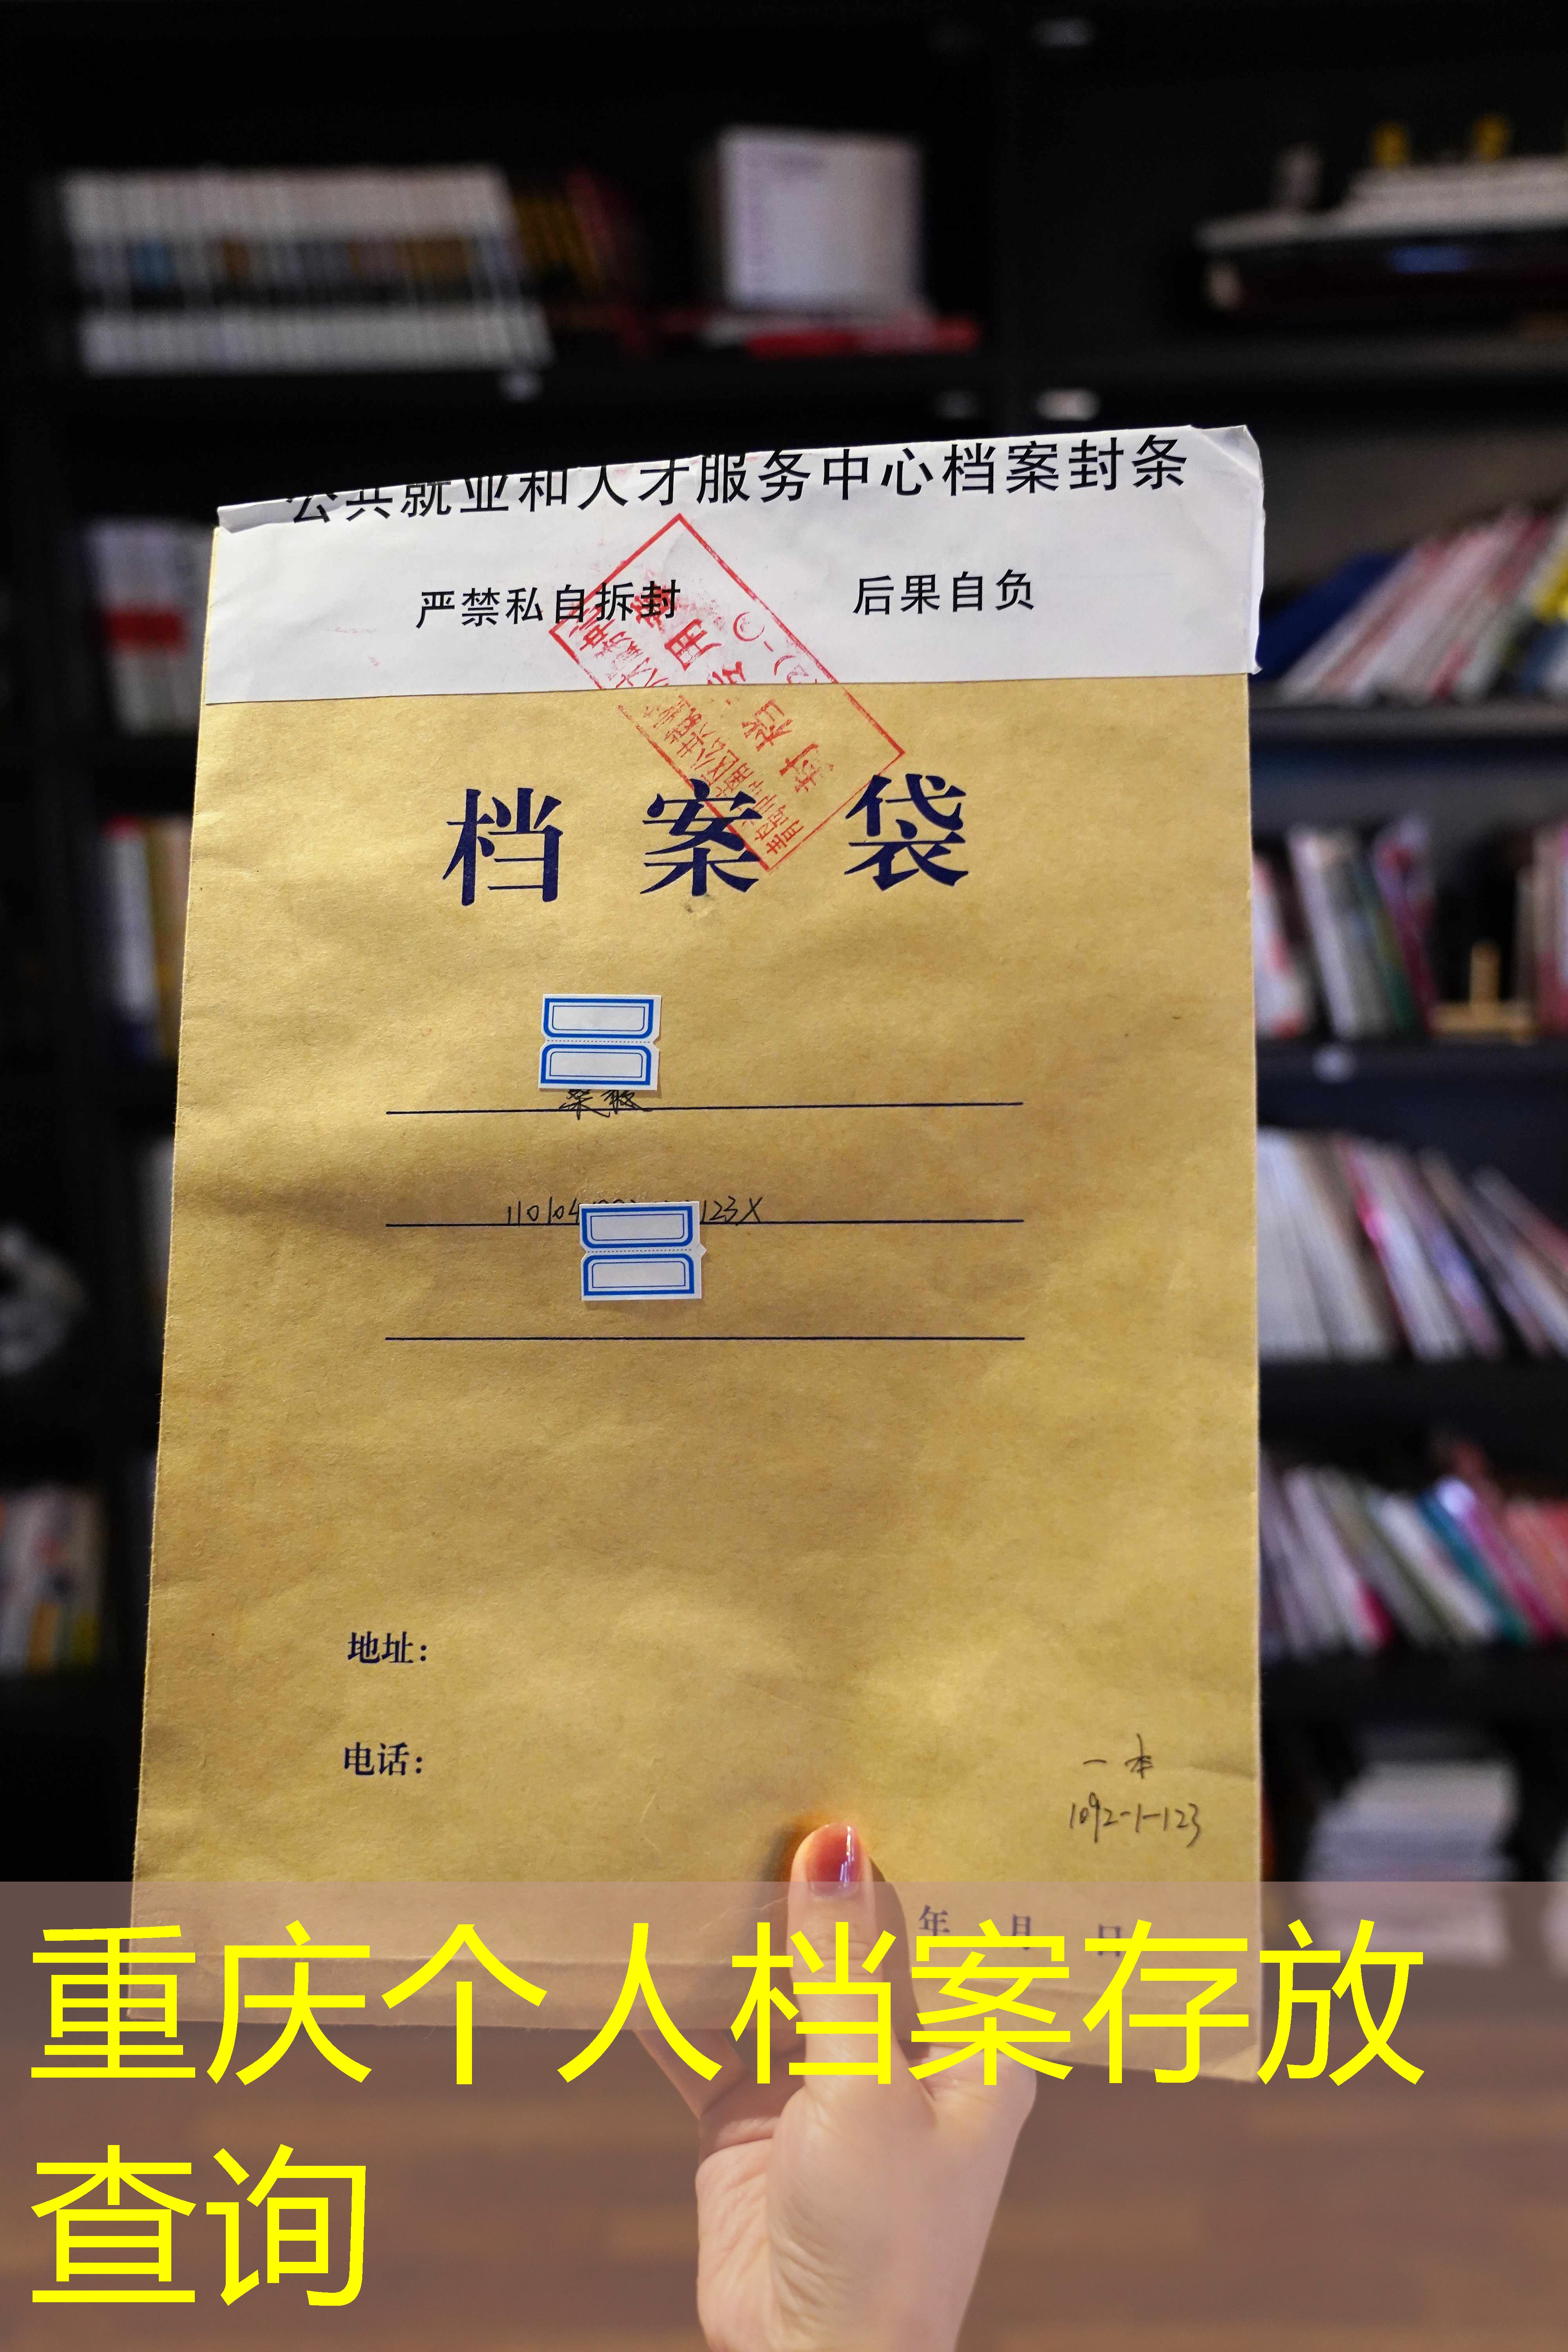 公共就业和人才服务中心档案封条
严禁私自拆封 后果自负
档案袋
地址：
电话：
一本
1092-1-123
年 月 日
重庆个人档案存放
查询